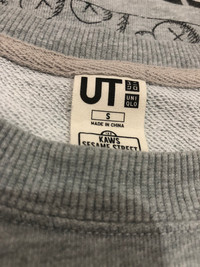 UT
UNI
QLO
S
MADE IN CHINA
KAWS
SESAME STREET